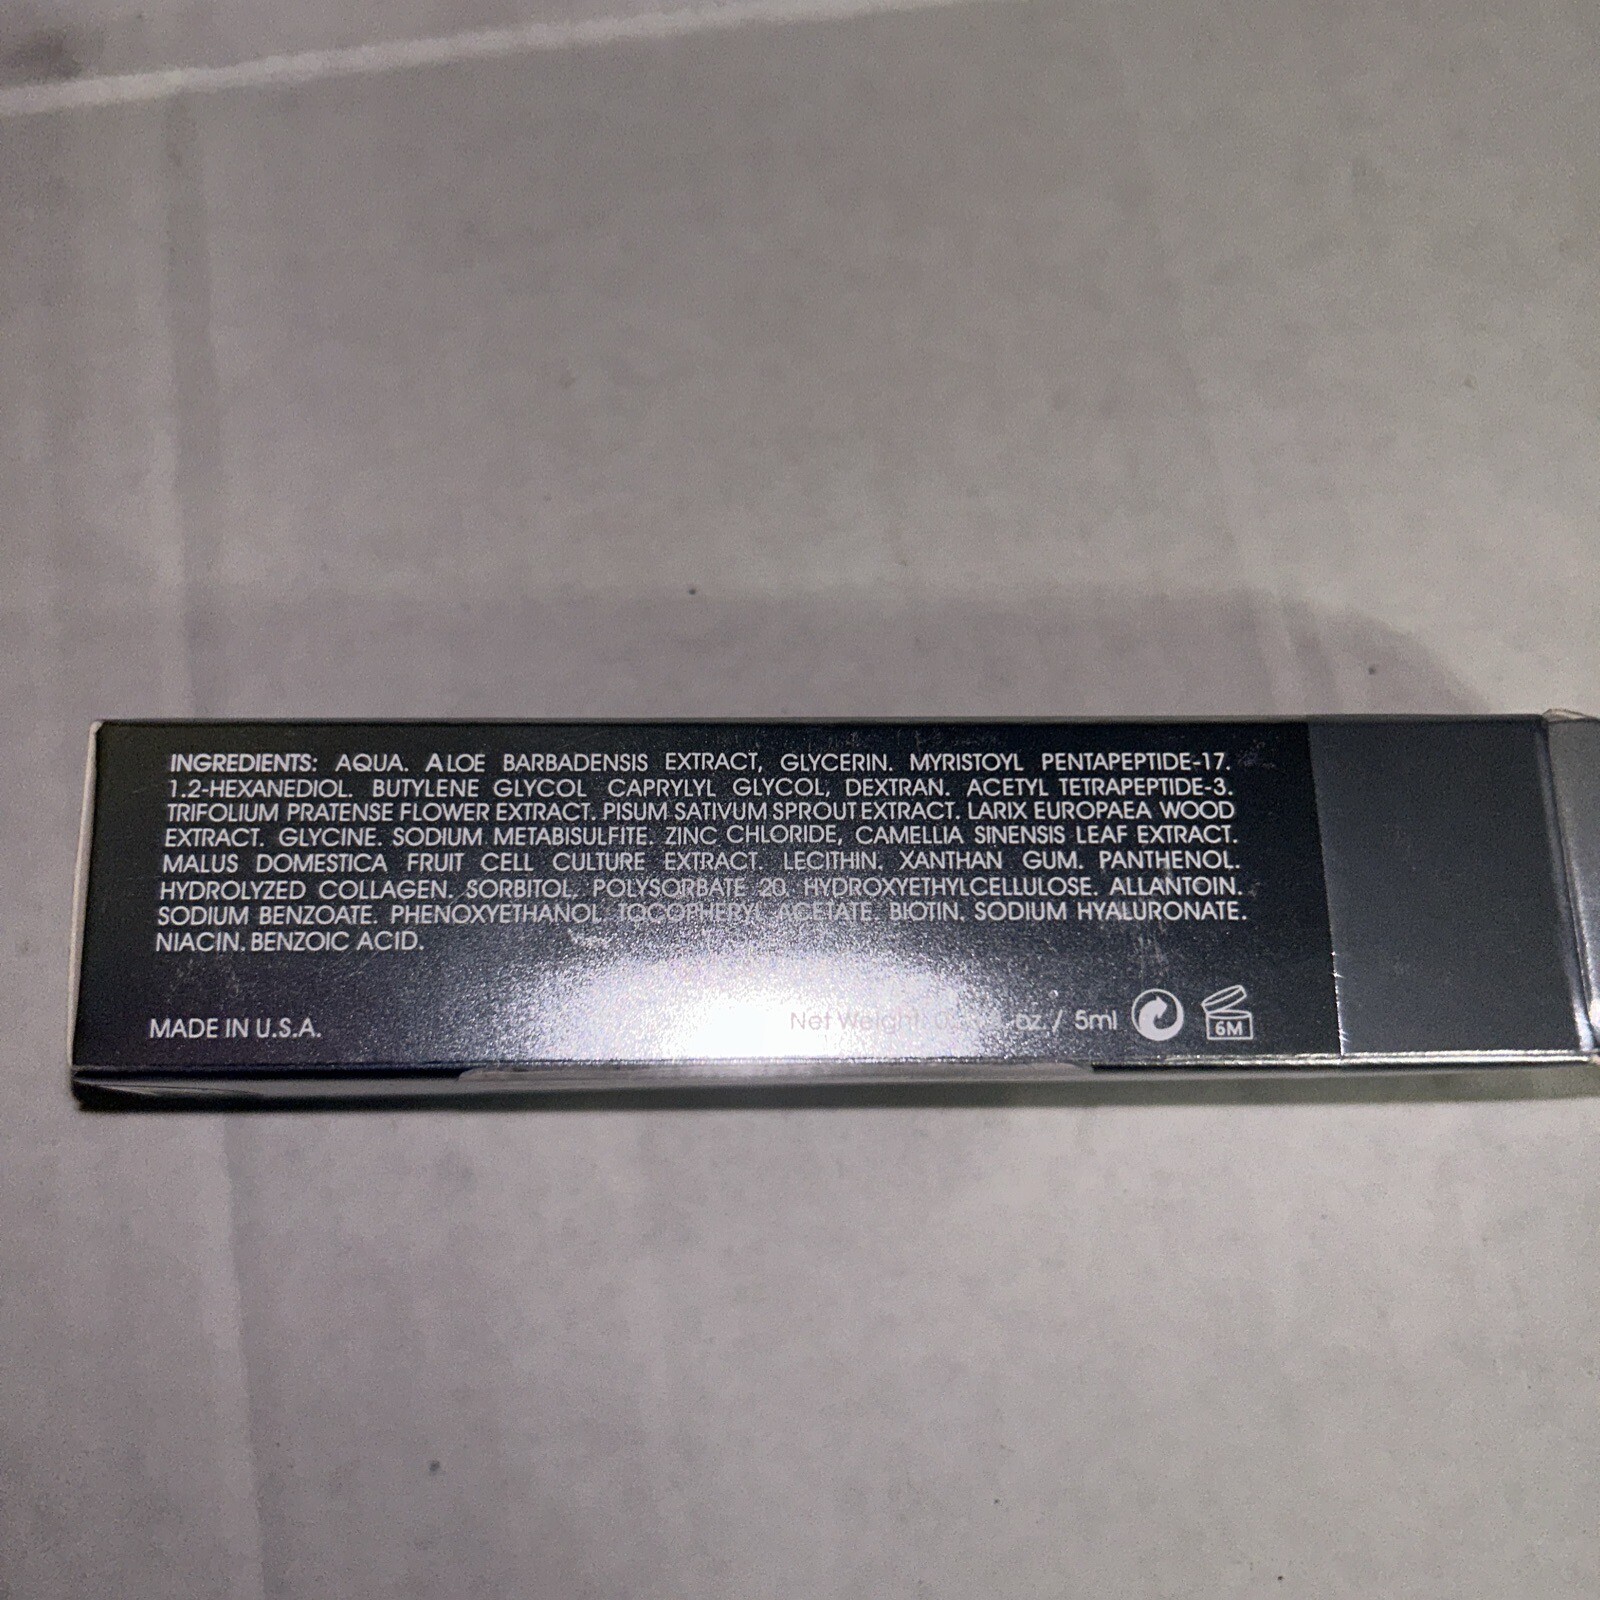 INGREDIENTS: AQUA. ALOE BARBADENSIS EXTRACT, GLYCERIN. MYRISTOYL PENTAPEPTIDE-17.
1.2-HEXANEDIOL. BUTYLENE GLYCOL CAPRYLYL GLYCOL, DEXTRAN. ACETYL TETRAPEPTIDE-3.
TRIFOLIUM PRATENSE FLOWER EXTRACT. PISUM SATIVUM SPROUT EXTRACT. LARIX EUROPAEA WOOD
EXTRACT. GLYCINE. SODIUM METABISULFITE. ZINC CHLORIDE, CAMELLIA SINENSIS LEAF EXTRACT.
MALUS DOMESTICA FRUIT CELL CULTURE EXTRACT. LECITHIN. XANTHAN GUM. PANTHENOL.
HYDROLYZED COLLAGEN. SORBITOL. POLYSORBATE 20. HYDROXYETHYLCELLULOSE. ALLANTOIN.
SODIUM BENZOATE. PHENOXYETHANOL. TOCOPHERYL ACETATE. BIOTIN. SODIUM HYALURONATE.
NIACIN. BENZOIC ACID.
MADE IN U.S.A.
Net Weight: oz. / 5ml
6M